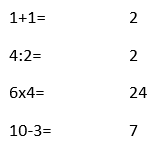 1+1= 2
4:2= 2
6x4= 24
10-3= 7